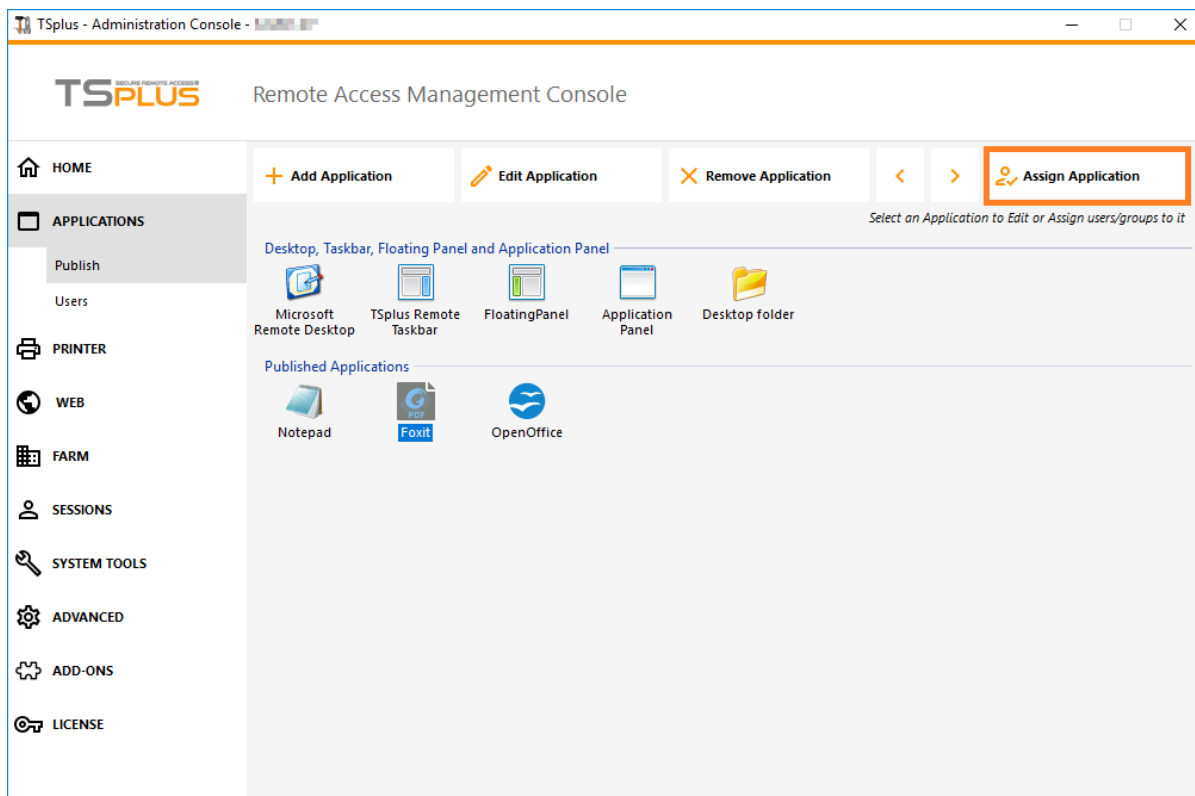 TSplus - Administration Console -
TSPLUS
SECURE REMOTE ACCESS®
Remote Access Management Console
HOME
APPLICATIONS
Publish
Users
PRINTER
WEB
FARM
SESSIONS
SYSTEM TOOLS
ADVANCED
ADD-ONS
LICENSE
Add Application
Edit Application
Remove Application
Assign Application
Select an Application to Edit or Assign users/groups to it
Desktop, Taskbar, Floating Panel and Application Panel
Microsoft
Remote Desktop
TSplus Remote
Taskbar
FloatingPanel
Application
Panel
Desktop folder
Published Applications
Notepad
PDF
Foxit
OpenOffice